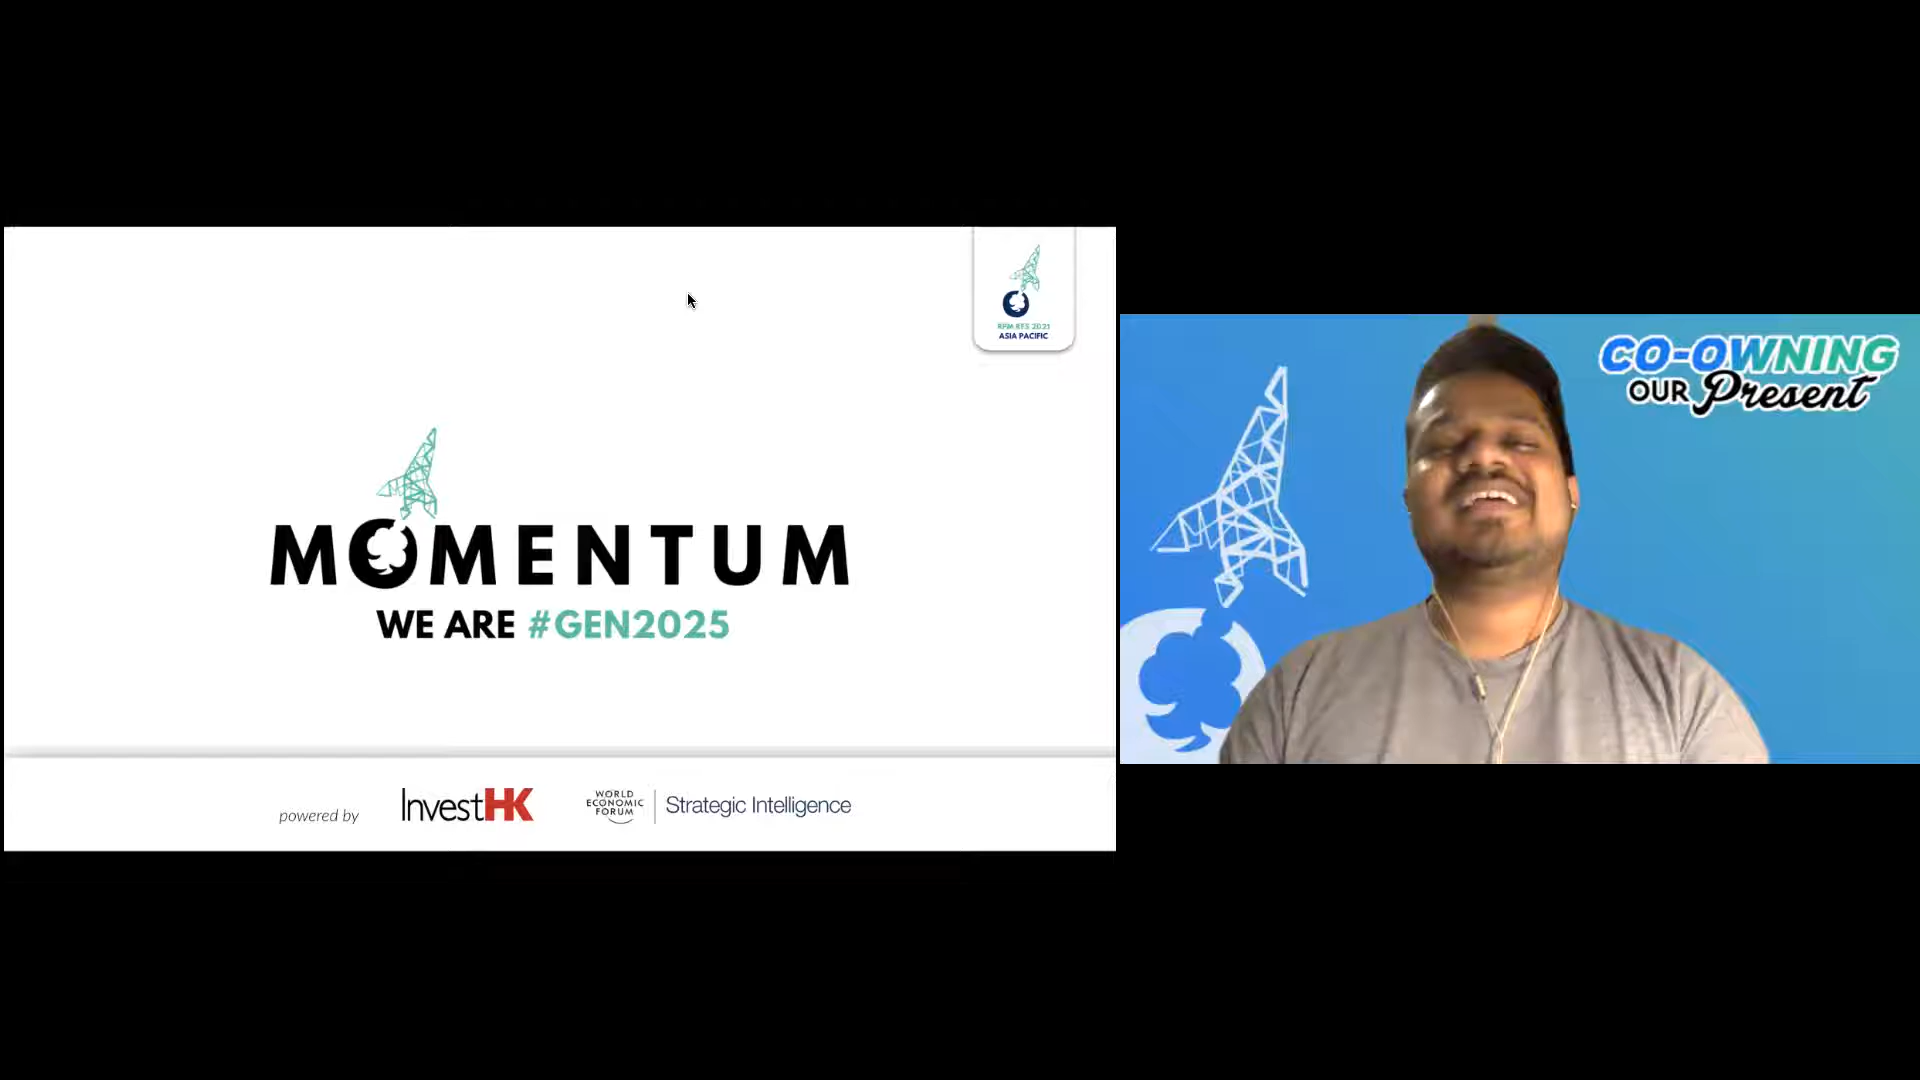 RPM RYS 2021
ASIA PACIFIC
MOMENTUM
WE ARE #GEN2025
powered by
InvestHK
WORLD
ECONOMIC
FORUM
Strategic Intelligence
CO-OWNING
OUR Present